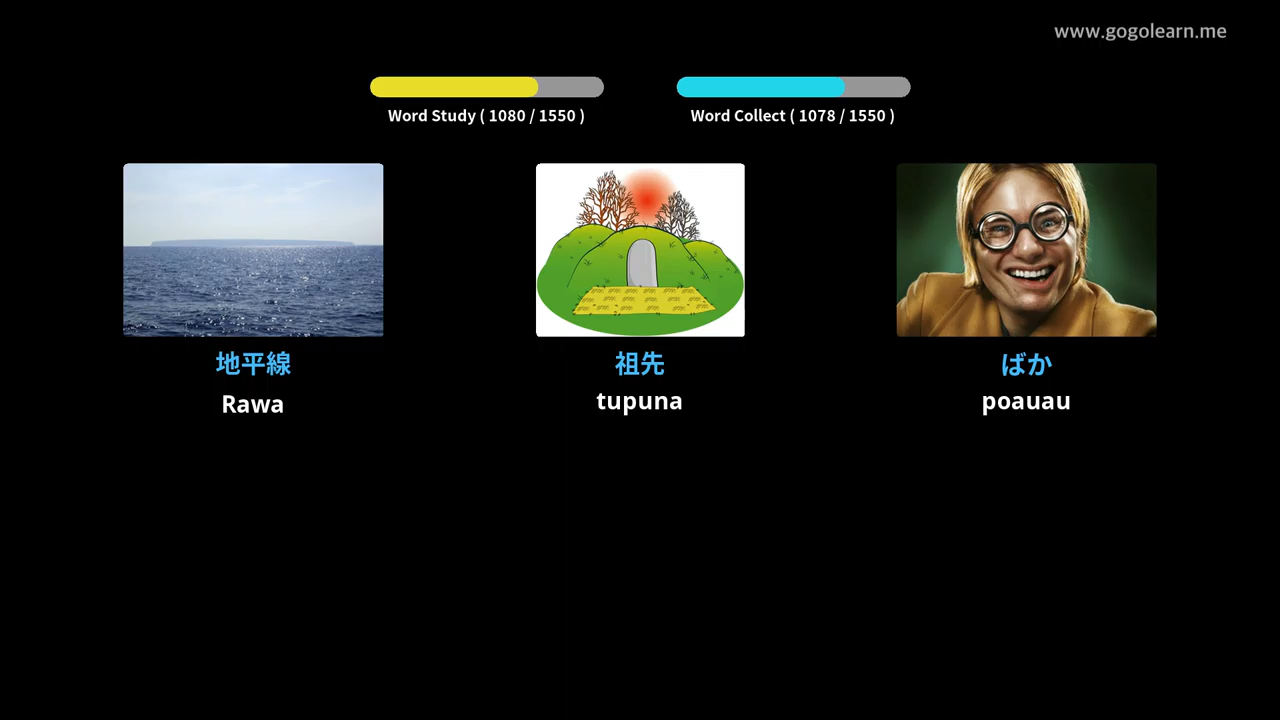 www.gogolearn.me
Word Study ( 1080 / 1550 )
Word Collect ( 1078 / 1550 )
地平線
祖先
ばか
Rawa
tupuna
poauau